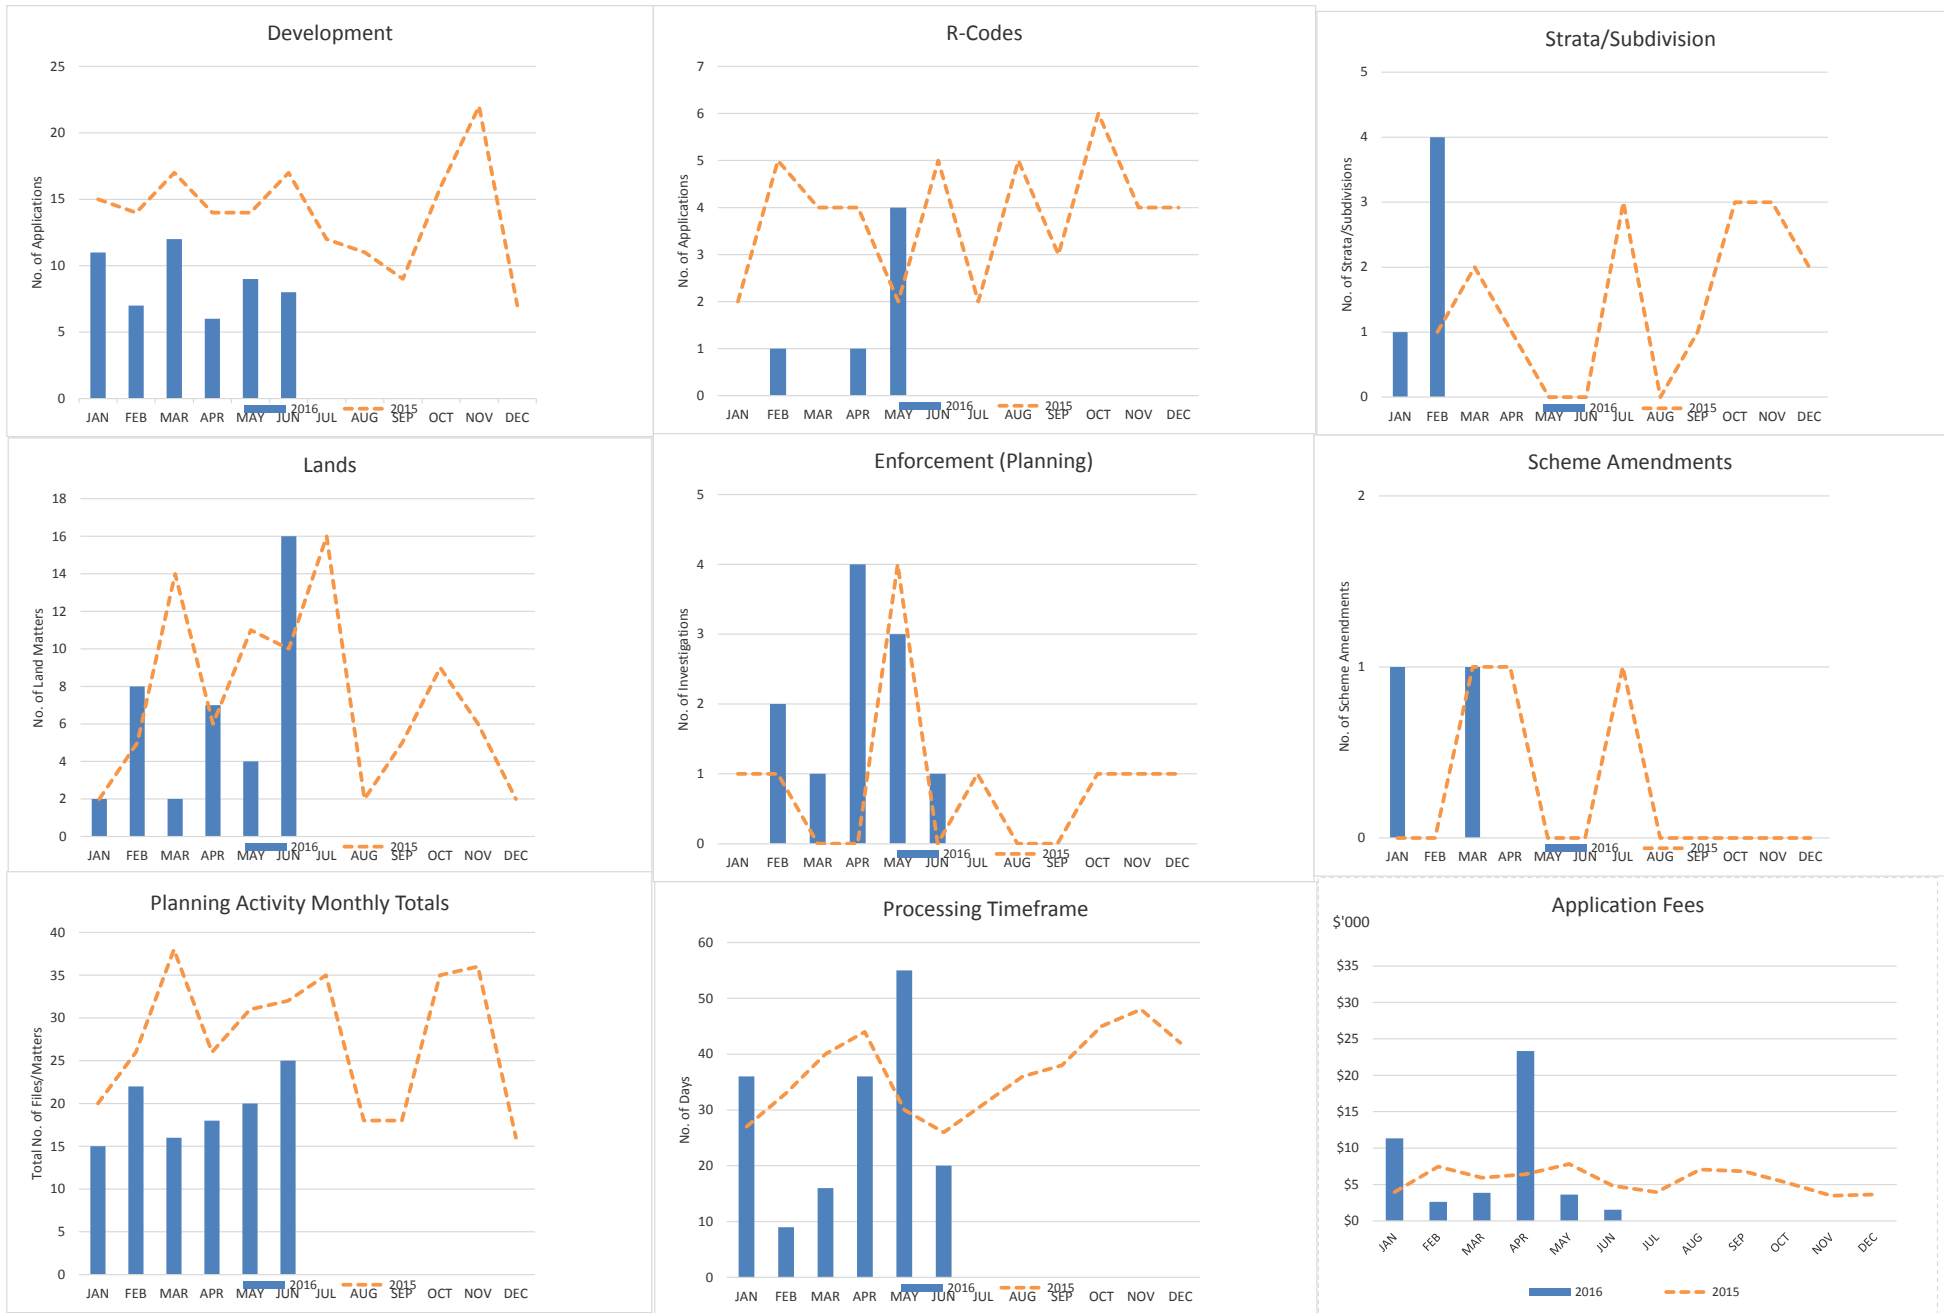 Development
25
20
15
10
5
0
No. of Applications
JAN FEB MAR APR MAY JUN JUL AUG SEP OCT NOV DEC
2016 2015
R-Codes
7
6
5
4
3
2
1
0
No. of Applications
JAN FEB MAR APR MAY JUN JUL AUG SEP OCT NOV DEC
2016 2015
Strata/Subdivision
5
4
3
2
1
0
No. of Strata/Subdivisions
JAN FEB MAR APR MAY JUN JUL AUG SEP OCT NOV DEC
2016 2015
Lands
18
16
14
12
10
8
6
4
2
0
No. of Land Matters
JAN FEB MAR APR MAY JUN JUL AUG SEP OCT NOV DEC
2016 2015
Enforcement (Planning)
5
4
3
2
1
0
No. of Investigations
JAN FEB MAR APR MAY JUN JUL AUG SEP OCT NOV DEC
2016 2015
Scheme Amendments
2
1
0
No. of Scheme Amendments
JAN FEB MAR APR MAY JUN JUL AUG SEP OCT NOV DEC
2016 2015
Planning Activity Monthly Totals
40
35
30
25
20
15
10
5
0
Total No. of Files/Matters
JAN FEB MAR APR MAY JUN JUL AUG SEP OCT NOV DEC
2016 2015
Processing Timeframe
60
50
40
30
20
10
0
No. of Days
JAN FEB MAR APR MAY JUN JUL AUG SEP OCT NOV DEC
2016 2015
Application Fees
$'000
$35
$30
$25
$20
$15
$10
$5
$0
JAN FEB MAR APR MAY JUN JUL AUG SEP OCT NOV DEC
2016 2015